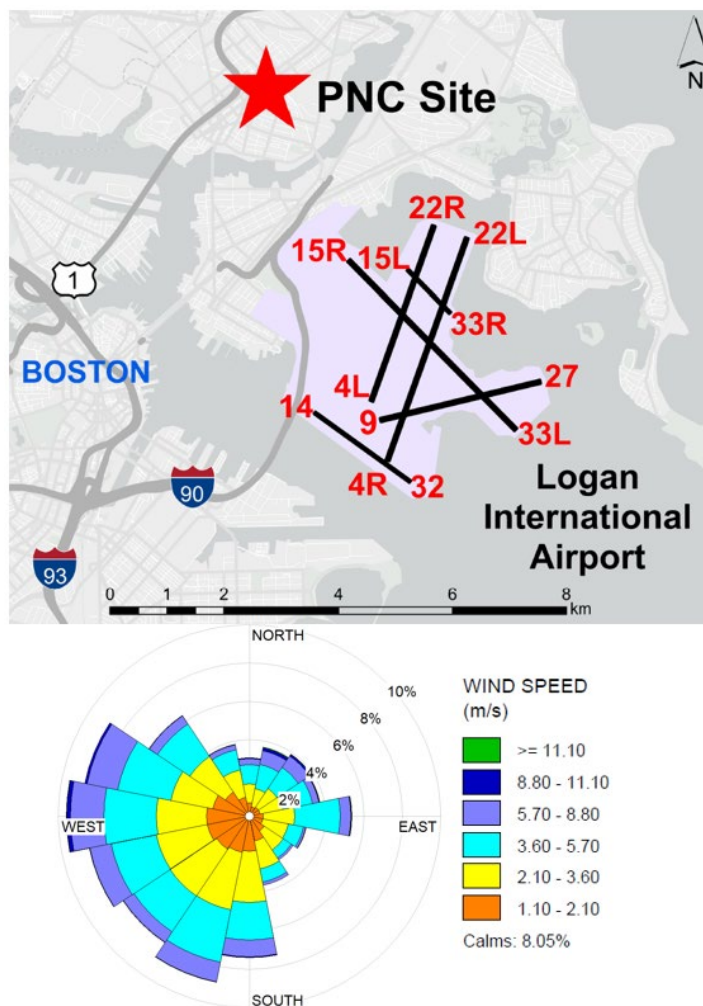 PNC Site
N
22R
22L
15R
15L
1
33R
BOSTON
27
4L
14
9
33L
4R
32
90
Logan
International
Airport
93
0
1
2
4
6
8
km
NORTH
10%
8%
6%
4%
2%
WEST
EAST
SOUTH
WIND SPEED
(m/s)
>= 11.10
8.80 - 11.10
5.70 - 8.80
3.60 - 5.70
2.10 - 3.60
1.10 - 2.10
Calms: 8.05%